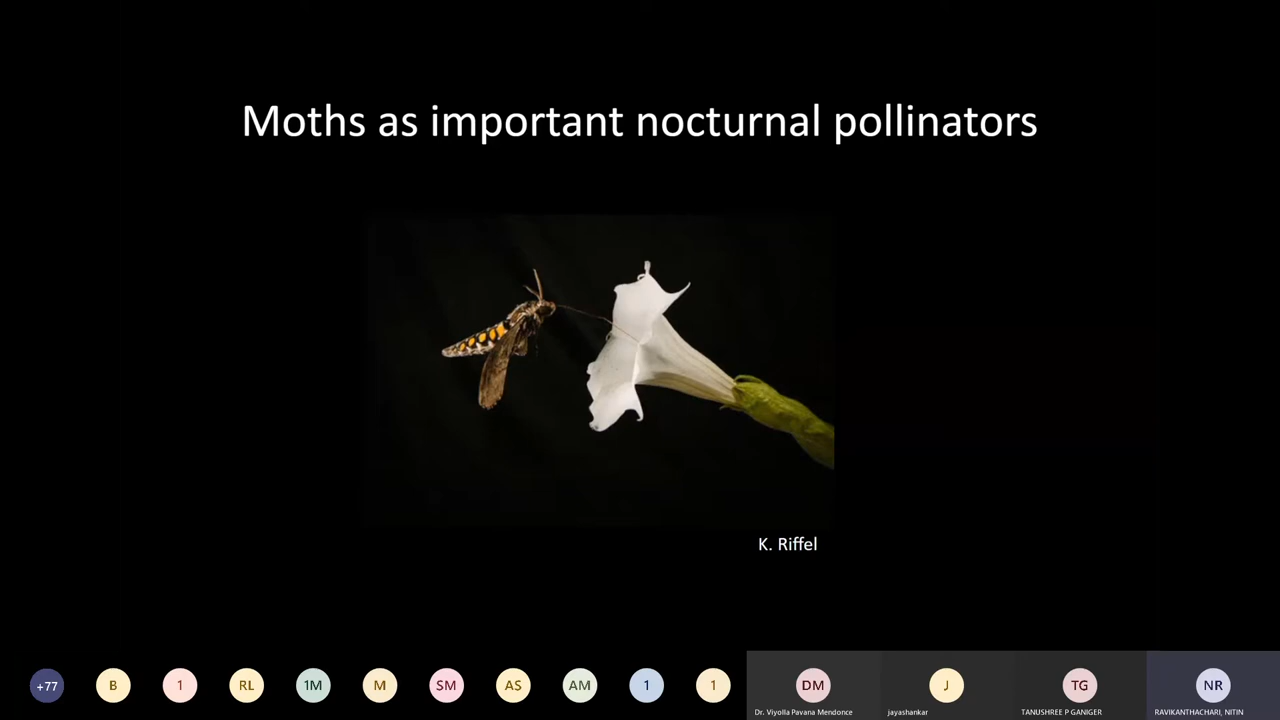 Moths as important nocturnal pollinators
K. Riffel
+77
B
1
RL
1M
M
SM
AS
AM
1
1
DM
J
TG
NR
Dr. Viyolla Pavana Mendonce
jayashankar
TANUSHREE P GANIGER
RAVIKANTHACHARI, NITIN